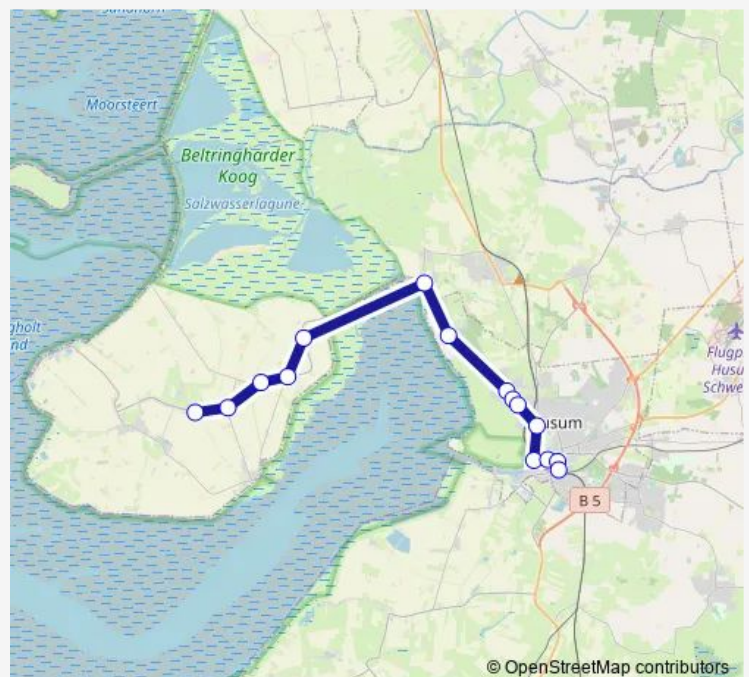 Moorsteert
Beltringharder
Koog
Salzwasserlagune
Flugp
Husu
Schwe
usum
B 5
© OpenStreetMap contributors